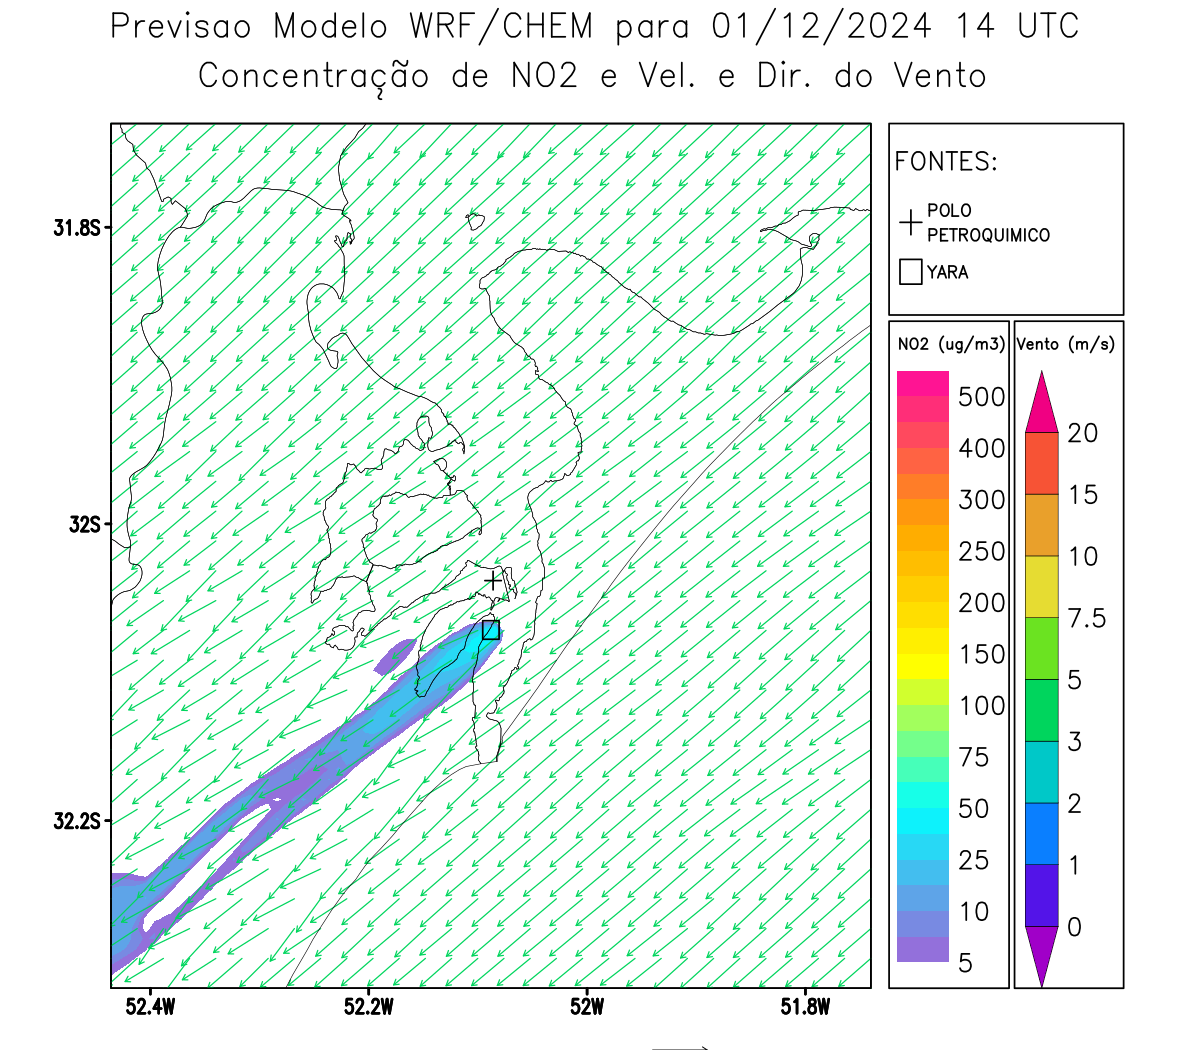 Previsao Modelo WRF/CHEM para 01/12/2024 14 UTC
Concentração de NO2 e Vel. e Dir. do Vento
FONTES:
POLO
PETROQUIMICO
YARA
NO2 (ug/m3)
500
400
300
250
200
150
100
75
50
25
10
5
Vento (m/s)
20
15
10
7.5
5
3
2
1
0
31.8S
32S
32.2S
52.4W
52.2W
52W
51.8W